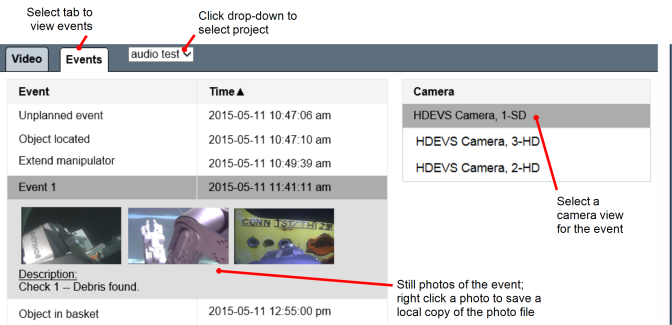 Select tab to
view events
Click drop-down to
select project
Video
Events
audio test
Event
Time▲
Camera
Unplanned event
2015-05-11 10:47:06 am
HDEVS Camera, 1-SD
Object located
2015-05-11 10:47:10 am
HDEVS Camera, 3-HD
Extend manipulator
2015-05-11 10:49:39 am
HDEVS Camera, 2-HD
Event 1
2015-05-11 11:41:11 am
Select a
camera view
for the event
CONN TST/TH
Description:
Check 1 -- Debris found.
Still photos of the event;
right click a photo to save a
local copy of the photo file
Object in basket
2015-05-11 12:55:00 pm